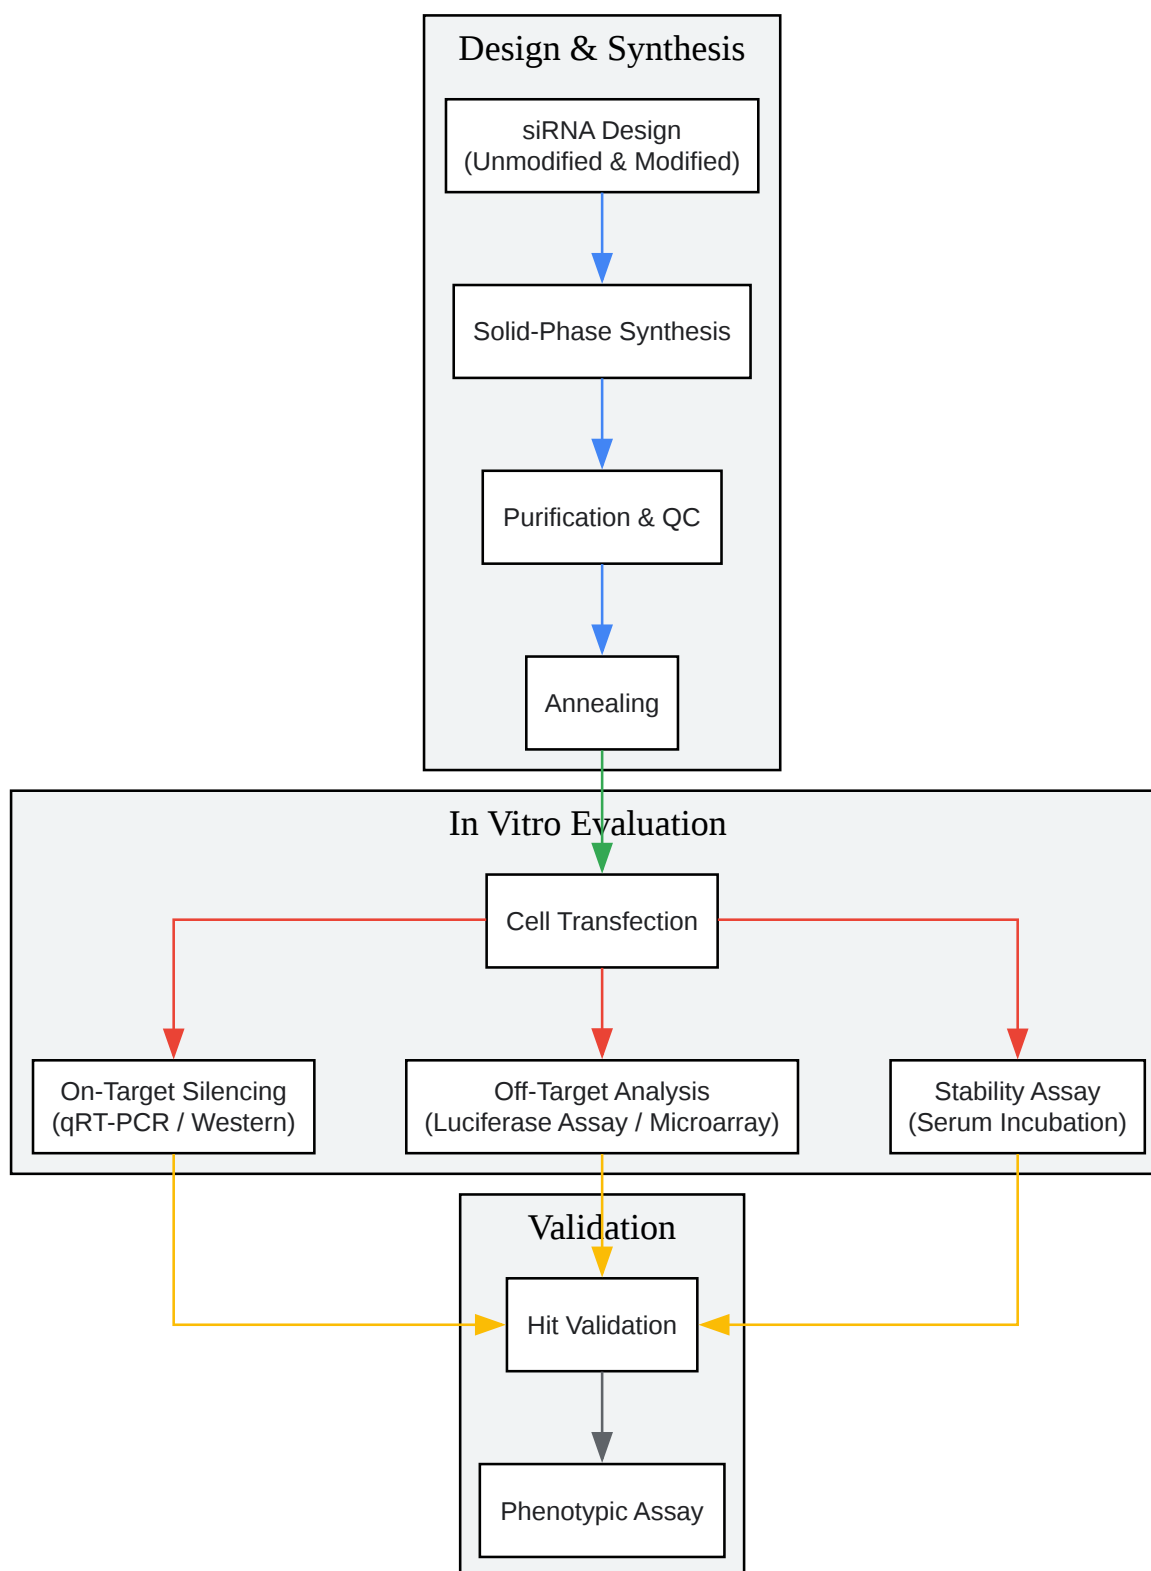 Design & Synthesis
siRNA Design
(Unmodified & Modified)
Solid-Phase Synthesis
Purification & QC
Annealing
In Vitro Evaluation
Cell Transfection
On-Target Silencing
(qRT-PCR / Western)
Off-Target Analysis
(Luciferase Assay / Microarray)
Stability Assay
(Serum Incubation)
Validation
Hit Validation
Phenotypic Assay